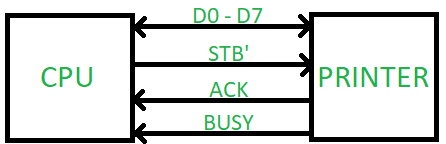 D0 - D7
STB'
CPU
PRINTER
ACK
BUSY